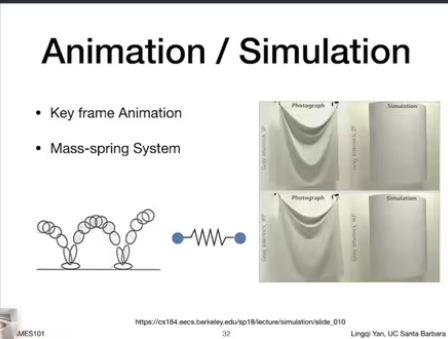 Animation / Simulation
• Key frame Animation
• Mass-spring System
Photograph
Simulation
Photograph
Simulation
https://cs184.eecs.berkeley.edu/sp18/lecture/simulation/slide_010
MES101
32
Lingqi Yan, UC Santa Barbara